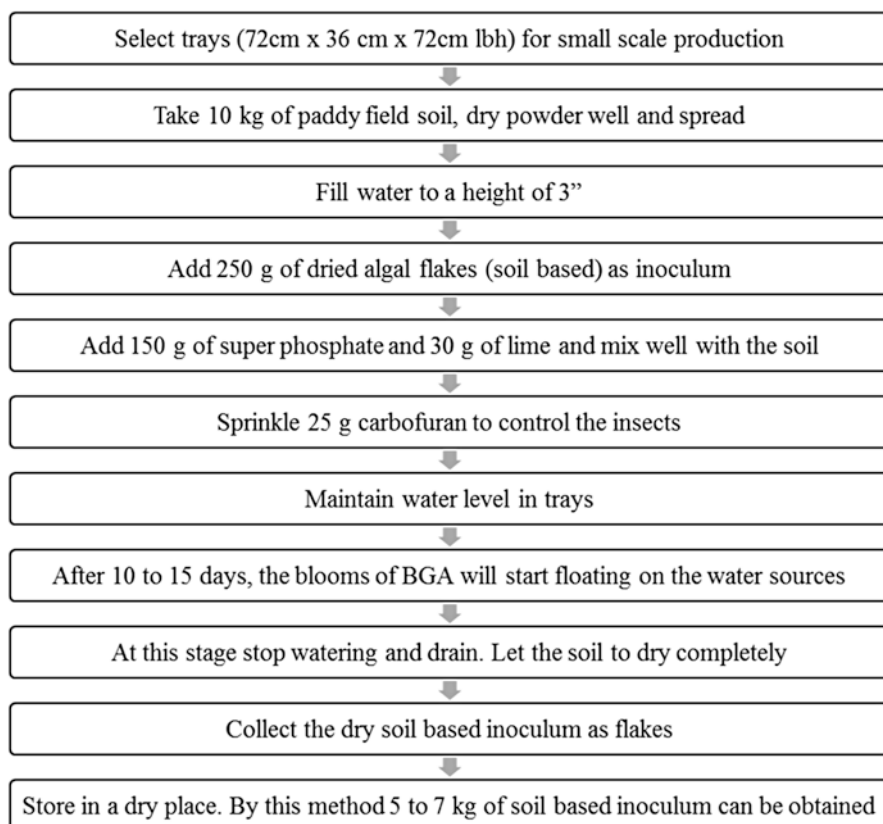 Select trays (72cm x 36 cm x 72cm lbh) for small scale production
Take 10 kg of paddy field soil, dry powder well and spread
Fill water to a height of 3”
Add 250 g of dried algal flakes (soil based) as inoculum
Add 150 g of super phosphate and 30 g of lime and mix well with the soil
Sprinkle 25 g carbofuran to control the insects
Maintain water level in trays
After 10 to 15 days, the blooms of BGA will start floating on the water sources
At this stage stop watering and drain. Let the soil to dry completely
Collect the dry soil based inoculum as flakes
Store in a dry place. By this method 5 to 7 kg of soil based inoculum can be obtained